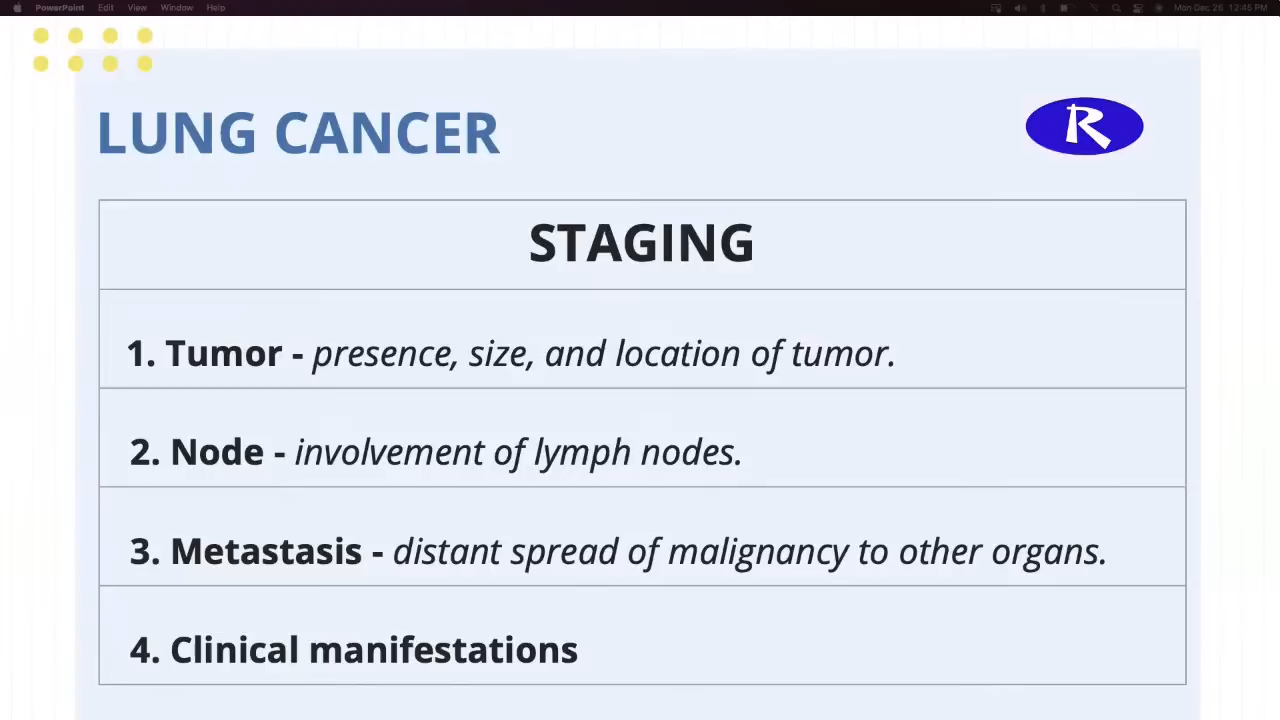 PowerPoint Edit View Window Help Mon Dec 26 12:45 PM
LUNG CANCER
R
STAGING
1. Tumor - presence, size, and location of tumor.
2. Node - involvement of lymph nodes.
3. Metastasis - distant spread of malignancy to other organs.
4. Clinical manifestations